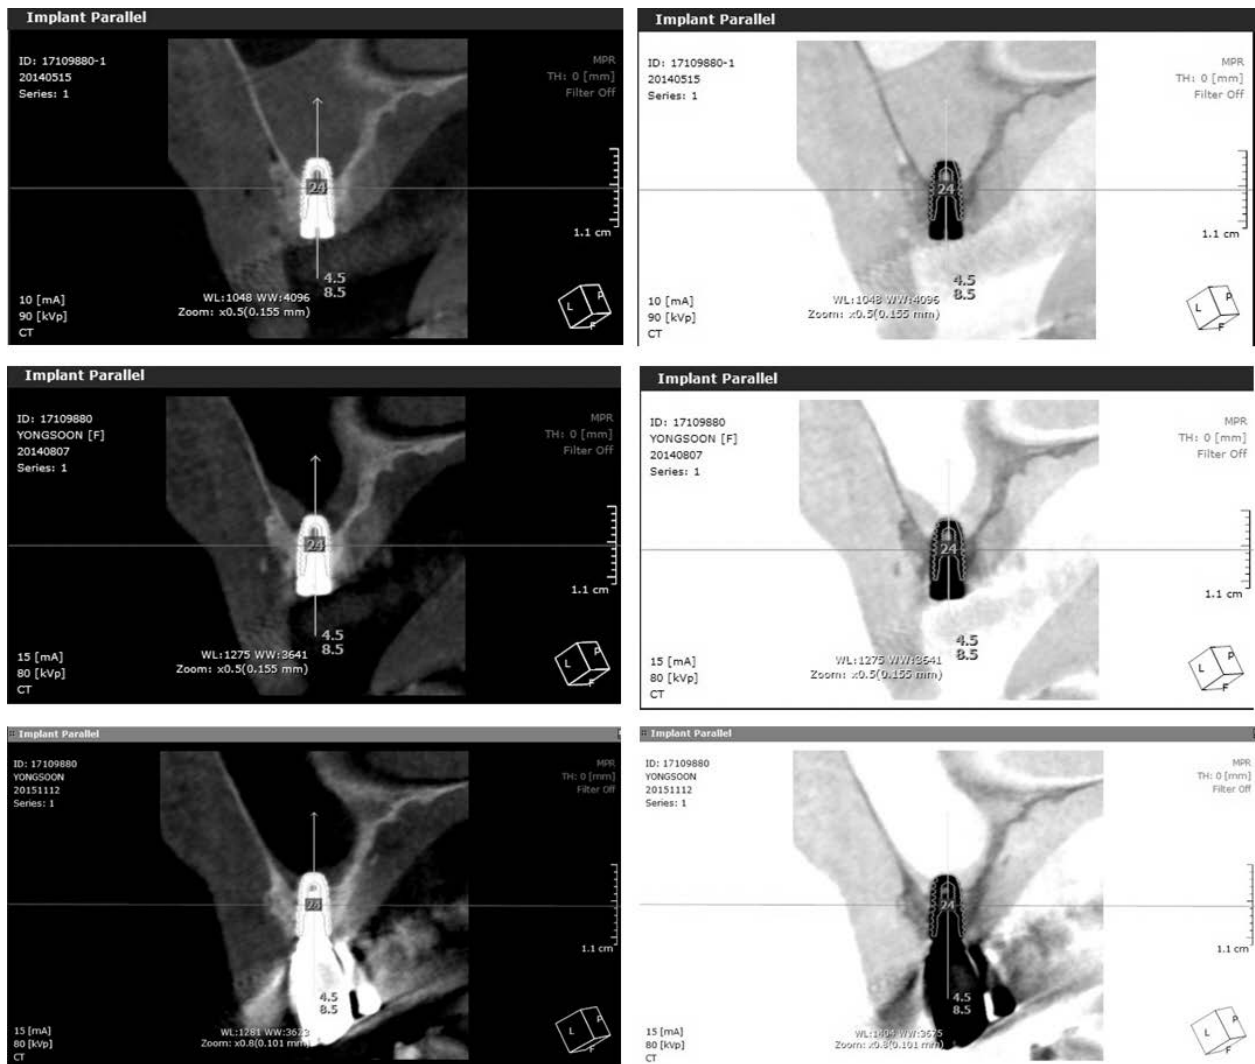 Implant Parallel
ID: 17109880-1
20140515
Series: 1
MPR
TH: 0 [mm]
Filter Off
24
1.1 cm
4.5
8.5
WL:1048 WW:4096
Zoom: x0.5(0.155 mm)
10 [mA]
90 [kVp]
CT
L
P
F
Implant Parallel
ID: 17109880-1
20140515
Series: 1
MPR
TH: 0 [mm]
Filter Off
24
1.1 cm
4.5
8.5
WL:1048 WW:4096
Zoom: x0.5(0.155 mm)
10 [mA]
90 [kVp]
CT
L
P
F
Implant Parallel
ID: 17109880
YONGSOON [F]
20140807
Series: 1
MPR
TH: 0 [mm]
Filter Off
24
1.1 cm
4.5
8.5
WL:1275 WW:3641
Zoom: x0.5(0.155 mm)
15 [mA]
80 [kVp]
CT
L
P
F
Implant Parallel
ID: 17109880
YONGSOON [F]
20140807
Series: 1
MPR
TH: 0 [mm]
Filter Off
24
1.1 cm
4.5
8.5
WL:1275 WW:3641
Zoom: x0.5(0.155 mm)
15 [mA]
80 [kVp]
CT
L
P
F
Implant Parallel
ID: 17109880
YONGSOON
20151112
Series: 1
MPR
TH: 0 [mm]
Filter Off
24
1.1 cm
4.5
8.5
Zoom: x0.8(0.101 mm)
15 [mA]
80 [kVp]
CT
L
P
F
Implant Parallel
ID: 17109880
YONGSOON
20151112
Series: 1
MPR
TH: 0 [mm]
Filter Off
24
1.1 cm
4.5
8.5
Zoom: x0.8(0.101 mm)
15 [mA]
80 [kVp]
CT
L
P
F